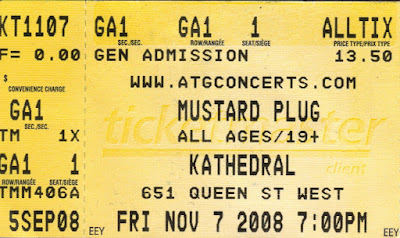 KT1107 GA1 GA1 1 ALLTIX
SEC./SEC. ROW/RANGÉE SEAT/SIÈGE PRICE TYPE/PRIX TYPE
F= 0.00 GEN ADMISSION 13.50
$ WWW.ATGCONCERTS.COM
CONVENIENCE CHARGE
GA1 MUSTARD PLUG
SEC./SEC.
ticketmaster
TM 1X ALL AGES/19+
GA1 1 KATHEDRAL
client
ROW/RANGÉE SEAT/SIÈGE
TMM406A 651 QUEEN ST WEST
5SEP08 EEY FRI NOV 7 2008 7:00PM EEY